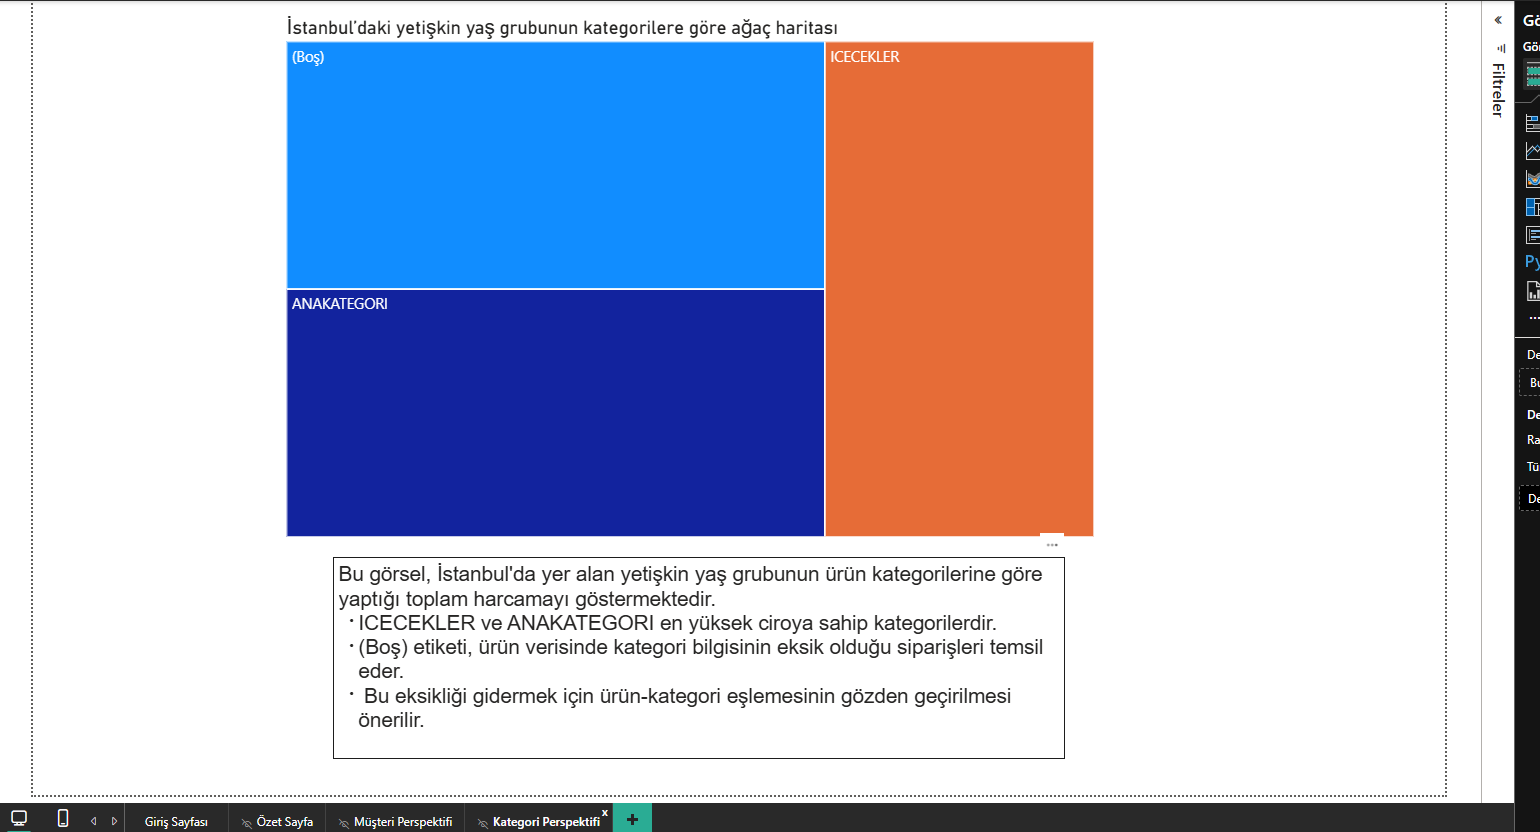 İstanbul’daki yetişkin yaş grubunun kategorilere göre ağaç haritası
(Boş)
ICECEKLER
ANAKATEGORI
Bu görsel, İstanbul'da yer alan yetişkin yaş grubunun ürün kategorilerine göre
yaptığı toplam harcamayı göstermektedir.
· ICECEKLER ve ANAKATEGORI en yüksek ciroya sahip kategorilerdir.
· (Boş) etiketi, ürün verisinde kategori bilgisinin eksik olduğu siparişleri temsil
eder.
· Bu eksikliği gidermek için ürün-kategori eşlemesinin gözden geçirilmesi
önerilir.
Filtreler
Giriş Sayfası
Özet Sayfa
Müşteri Perspektifi
Kategori Perspektifi
x
+